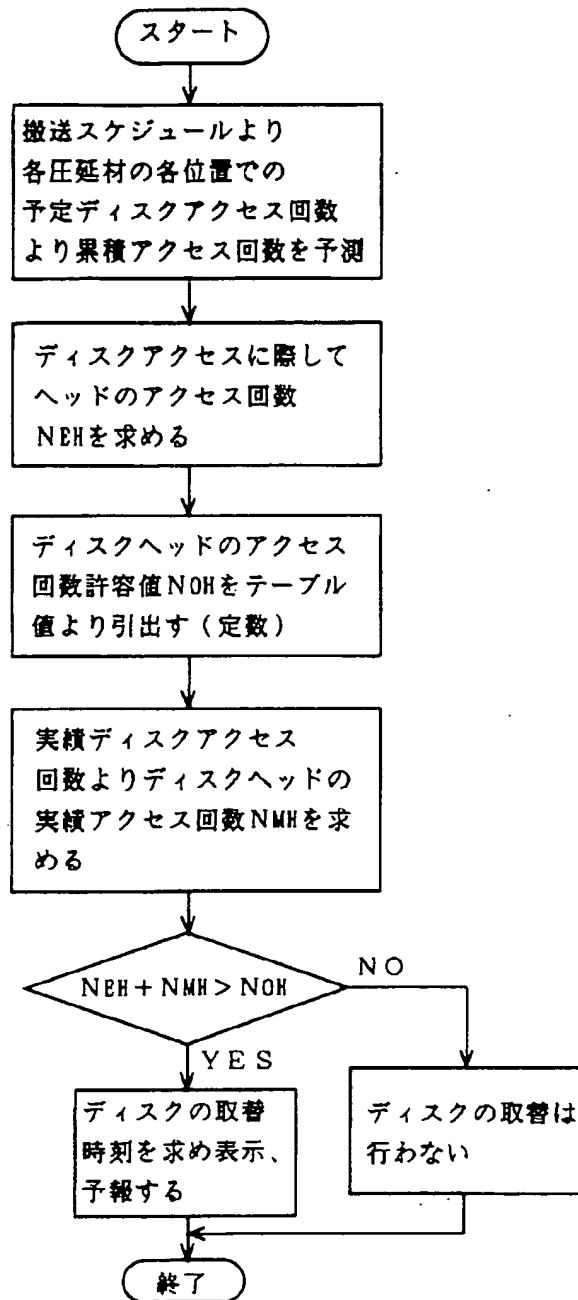 スタート
搬送スケジュールより
各圧延材の各位置での
予定ディスクアクセス回数
より累積アクセス回数を予測
ディスクアクセスに際して
ヘッドのアクセス回数
NEHを求める
ディスクヘッドのアクセス
回数許容値NOHをテーブル
値より引出す(定数)
実績ディスクアクセス
回数よりディスクヘッドの
実績アクセス回数NMHを求
める
NEH+NMH>NOH
NO
YES
ディスクの取替
時刻を求め表示、
予報する
ディスクの取替は
行わない
終了